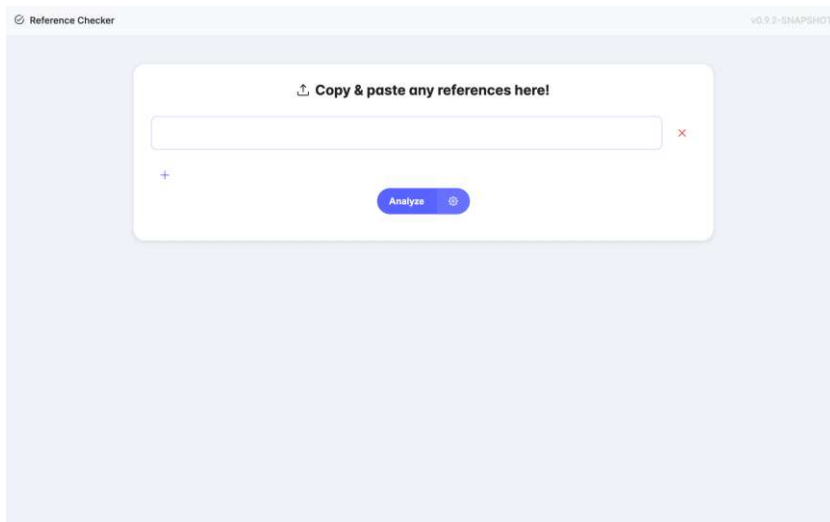 Reference Checker
v0.9.2-SNAPSHOT
Copy & paste any references here!
Analyze